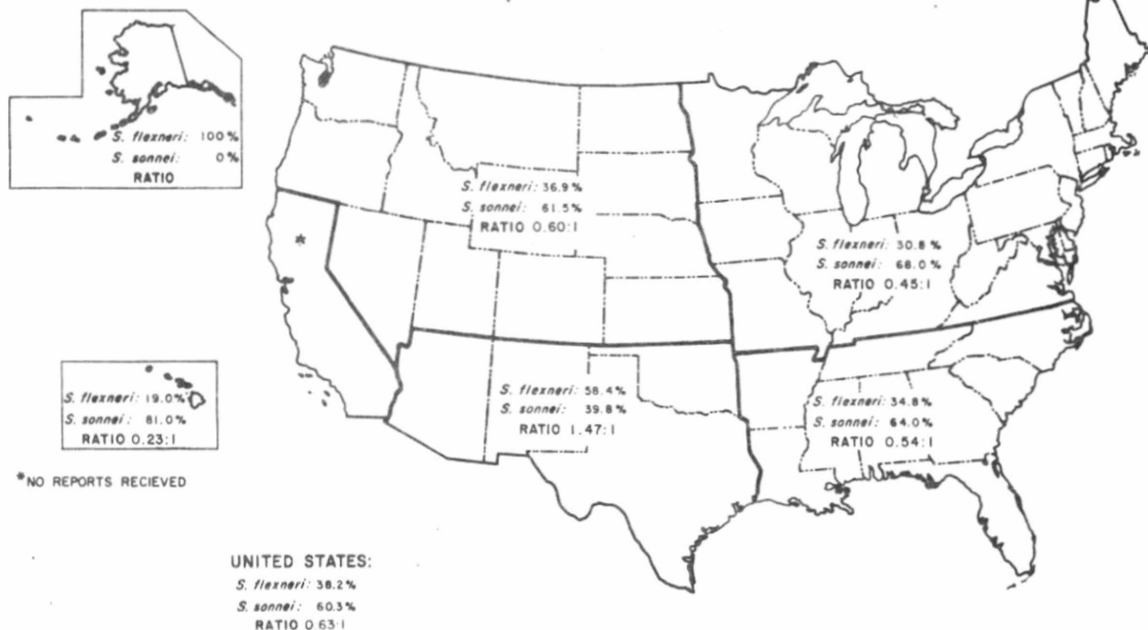 S. flexneri: 100%
S. sonnei: 0%
RATIO
S. flexneri: 36.9%
S. sonnei: 61.5%
RATIO 0.60:1
*
S. flexneri: 30.8%
S. sonnei: 68.0%
RATIO 0.45:1
S. flexneri: 19.0%
S. sonnei: 81.0%
RATIO 0.23:1
S. flexneri: 58.4%
S. sonnei: 39.8%
RATIO 1.47:1
S. flexneri: 34.8%
S. sonnei: 64.0%
RATIO 0.54:1
*NO REPORTS RECIEVED
UNITED STATES:
S. flexneri: 38.2%
S. sonnei: 60.3%
RATIO 0.63:1